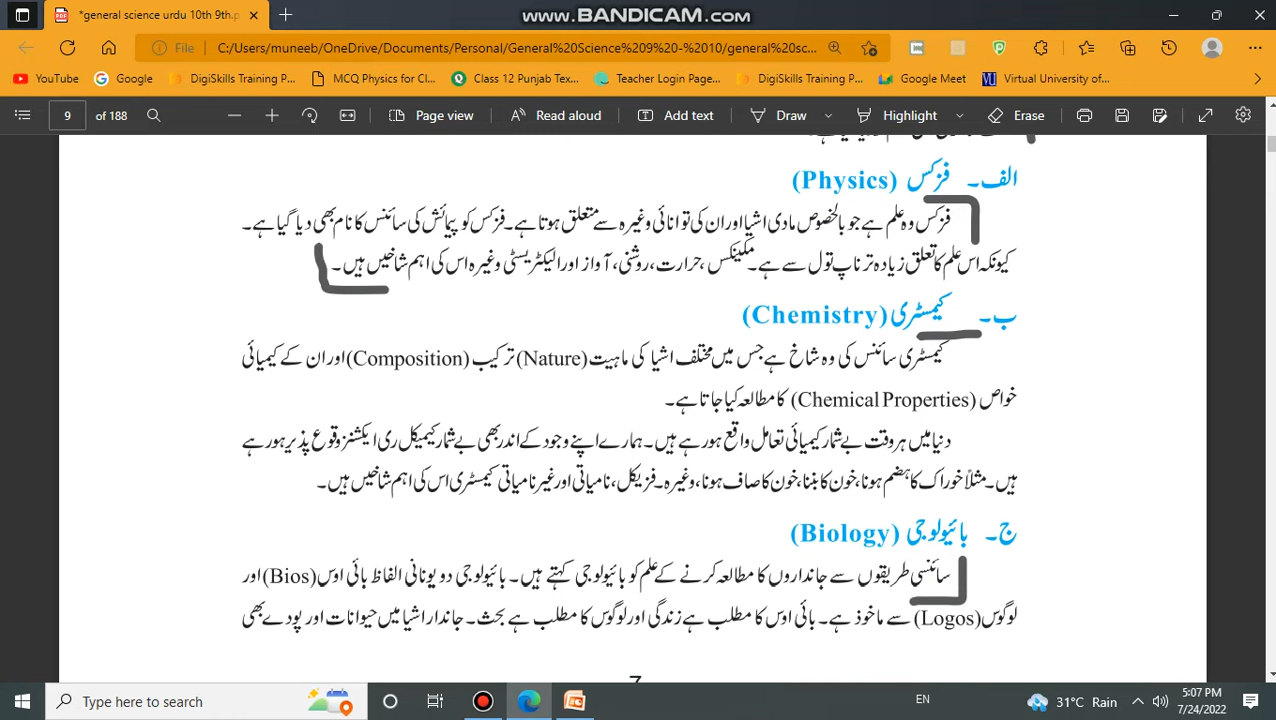 www.BANDICAM.com
*general science urdu 10th 9th.p
File
C:/Users/muneeb/OneDrive/Documents/Personal/General%20Science%209%20-%2010/general%20sc...
YouTube
Google
DigiSkills Training P...
MCQ Physics for Cl...
Class 12 Punjab Tex...
Teacher Login Page...
DigiSkills Training P...
Google Meet
Virtual University of...
9 of 188
Page view
Read aloud
Add text
Draw
Highlight
Erase
الف۔ فزکس (Physics)
فزکس وہ علم ہے جو بالخصوص مادی اشیا اور ان کی توانائی وغیرہ سے متعلق ہوتا ہے۔ فزکس کو پیمائش کی سائنس کا نام بھی دیا گیا ہے۔
کیونکہ اس علم کا تعلق زیادہ تر ناپ تول سے ہے۔ مکینکس، حرارت، روشنی، آواز اور الیکٹریسٹی وغیرہ اس کی اہم شاخیں ہیں۔
ب۔ کیمسٹری (Chemistry)
کیمسٹری سائنس کی وہ شاخ ہے جس میں مختلف اشیا کی ماہیت (Nature) ترکیب (Composition) اور ان کے کیمیائی
خواص (Chemical Properties) کا مطالعہ کیا جاتا ہے۔
دنیا میں ہر وقت بے شمار کیمیائی تعامل واقع ہو رہے ہیں۔ ہمارے اپنے وجود کے اندر بھی بے شمار کیمیکل ری ایکشنز وقوع پذیر ہو رہے
ہیں۔ مثلاً خوراک کا ہضم ہونا، خون کا بننا، خون کا صاف ہونا، وغیرہ۔ فزیکل، نامیاتی اور غیر نامیاتی کیمسٹری اس کی اہم شاخیں ہیں۔
ج۔ بائیولوجی (Biology)
سائنسی طریقوں سے جانداروں کا مطالعہ کرنے کے علم کو بائیولوجی کہتے ہیں۔ بائیولوجی دو یونانی الفاظ بائی اوس (Bios) اور
لوگوس (Logos) سے ماخوذ ہے۔ بائی اوس کا مطلب ہے زندگی اور لوگوس کا مطلب ہے بحث۔ جاندار اشیا میں حیوانات اور پودے بھی
Type here to search
EN
31°C Rain
5:07 PM
7/24/2022